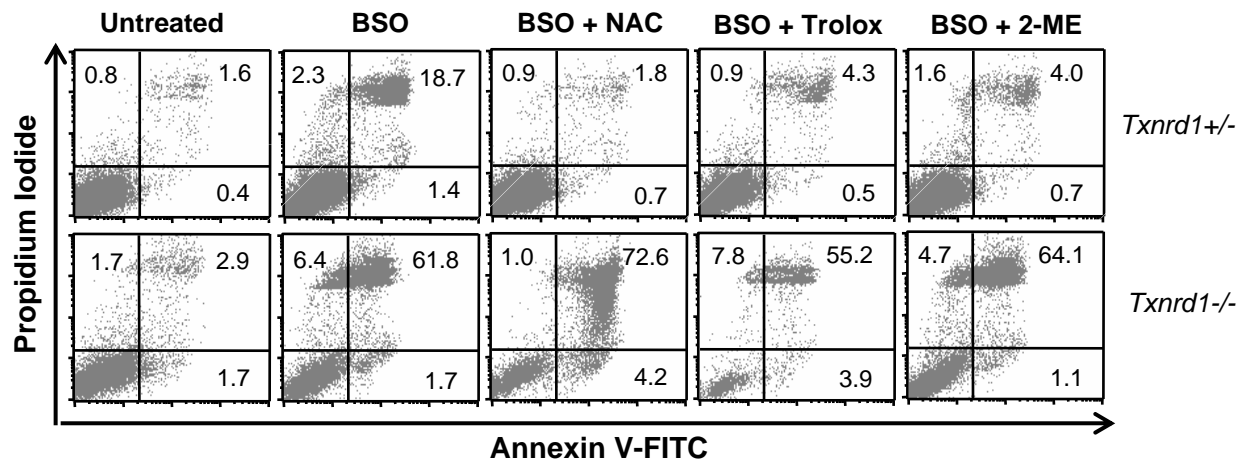 Untreated BSO BSO + NAC BSO + Trolox BSO + 2-ME
0.8 1.6 2.3 18.7 0.9 1.8 0.9 4.3 1.6 4.0
Txnrd1+/-
0.4 1.4 0.7 0.5 0.7
1.7 2.9 6.4 61.8 1.0 72.6 7.8 55.2 4.7 64.1
Txnrd1-/-
1.7 1.7 4.2 3.9 1.1
Propidium Iodide
Annexin V-FITC